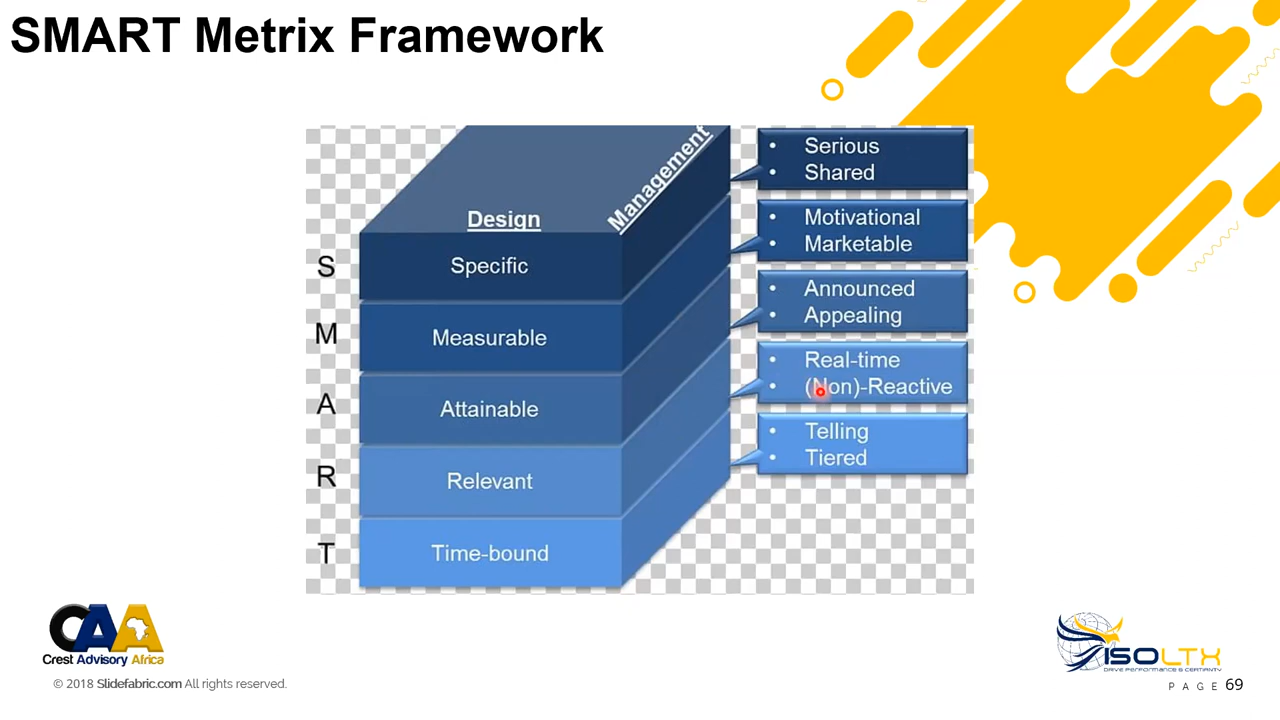 SMART Metrix Framework
Design
Management
S
Specific
M
Measurable
A
Attainable
R
Relevant
T
Time-bound
• Serious
• Shared
• Motivational
• Marketable
• Announced
• Appealing
• Real-time
• (Non)-Reactive
• Telling
• Tiered
CAA
Crest Advisory Africa
© 2018 Slidefabric.com All rights reserved.
ISOLTX
DRIVE PERFORMANCE & CERTAINTY
PAGE 69